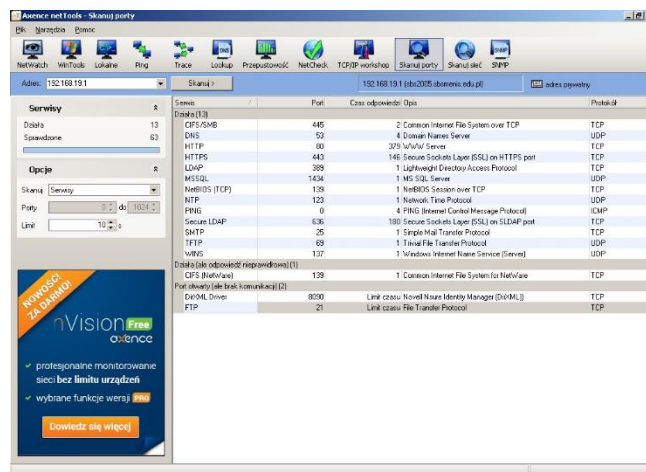 Axence netTools - Skanuj porty
Plik Narzędzia Pomoc
NetWatch WinTools Lokalne Ping Trace Lookup Przepustowość NetCheck TCP/IP workshop Skanuj porty Skanuj sieć SNMP
DNS
SNMP
Adres: 192.168.19.1 Skanuj > 192.168.19.1 adres prywatny
Serwisy
Działa 13
Sprawdzone 63
Opcje
Skanuj Serwisy
Porty 0 do 1024
Limit 10 s
Serwis / Port Czas odpowiedzi Opis Protokół
Działa (13)
CIFS/SMB 445 2 Common Internet File System over TCP TCP
DNS 53 4 Domain Names Server UDP
HTTP 80 379 WWW Server TCP
HTTPS 443 146 Secure Sockets Layer (SSL) on HTTPS port TCP
LDAP 389 1 Lightweight Directory Access Protocol TCP
MSSQL 1434 1 MS SQL Server UDP
NetBIOS (TCP) 139 1 NetBIOS Session over TCP TCP
NTP 123 1 Network Time Protocol UDP
PING 0 4 PING (Internet Control Message Protocol) ICMP
Secure LDAP 636 180 Secure Sockets Layer (SSL) on SLDAP port TCP
SMTP 25 1 Simple Mail Transfer Protocol TCP
TFTP 69 1 Trivial File Transfer Protocol UDP
WINS 137 1 Windows Internet Name Service (Server) UDP
Działa (ale odpowiedź nieprawidłowa) (1)
CIFS (NetWare) 139 1 Common Internet File System for NetWare TCP
Port otwarty (ale brak komunikacji) (2)
DirXML Driver 8090 Limit czasu Novell Nsure Identity Manager (DirXML]) TCP
FTP 21 Limit czasu File Transfer Protocol TCP
NOWOŚĆ!
ZA DARMO!
nVision Free
axence
profesjonalne monitorowanie
sieci bez limitu urządzeń
wybrane funkcje wersji PRO
Dowiedz się więcej